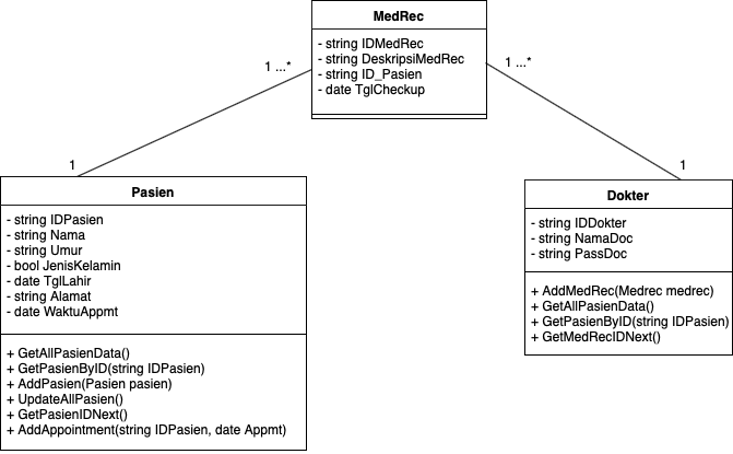 MedRec
- string IDMedRec
- string DeskripsiMedRec
- string ID_Pasien
- date TglCheckup
1 ...*
1 ...*
1
1
Pasien
- string IDPasien
- string Nama
- string Umur
- bool JenisKelamin
- date TglLahir
- string Alamat
- date WaktuAppmt
+ GetAllPasienData()
+ GetPasienByID(string IDPasien)
+ AddPasien(Pasien pasien)
+ UpdateAllPasien()
+ GetPasienIDNext()
+ AddAppointment(string IDPasien, date Appmt)
Dokter
- string IDDokter
- string NamaDoc
- string PassDoc
+ AddMedRec(Medrec medrec)
+ GetAllPasienData()
+ GetPasienByID(string IDPasien)
+ GetMedRecIDNext()